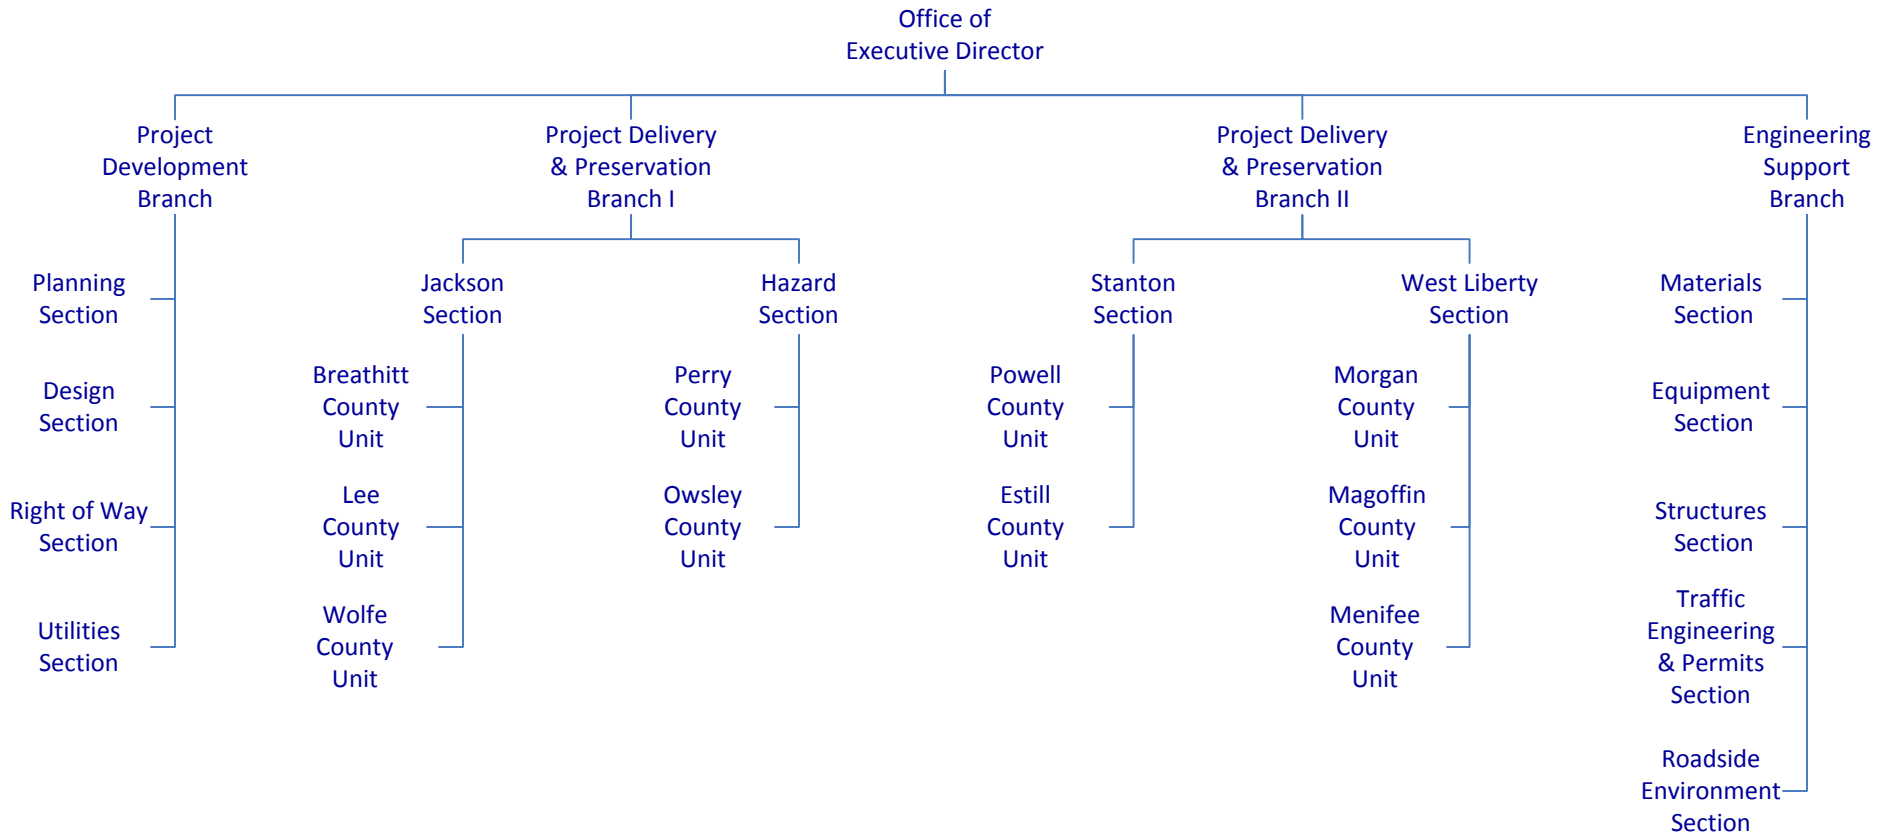 Office of
Executive Director
Project
Development
Branch
Project Delivery
& Preservation
Branch I
Project Delivery
& Preservation
Branch II
Engineering
Support
Branch
Planning
Section
Design
Section
Right of Way
Section
Utilities
Section
Jackson
Section
Breathitt
County
Unit
Lee
County
Unit
Wolfe
County
Unit
Hazard
Section
Perry
County
Unit
Owsley
County
Unit
Stanton
Section
Powell
County
Unit
Estill
County
Unit
West Liberty
Section
Morgan
County
Unit
Magoffin
County
Unit
Menifee
County
Unit
Materials
Section
Equipment
Section
Structures
Section
Traffic
Engineering
& Permits
Section
Roadside
Environment
Section